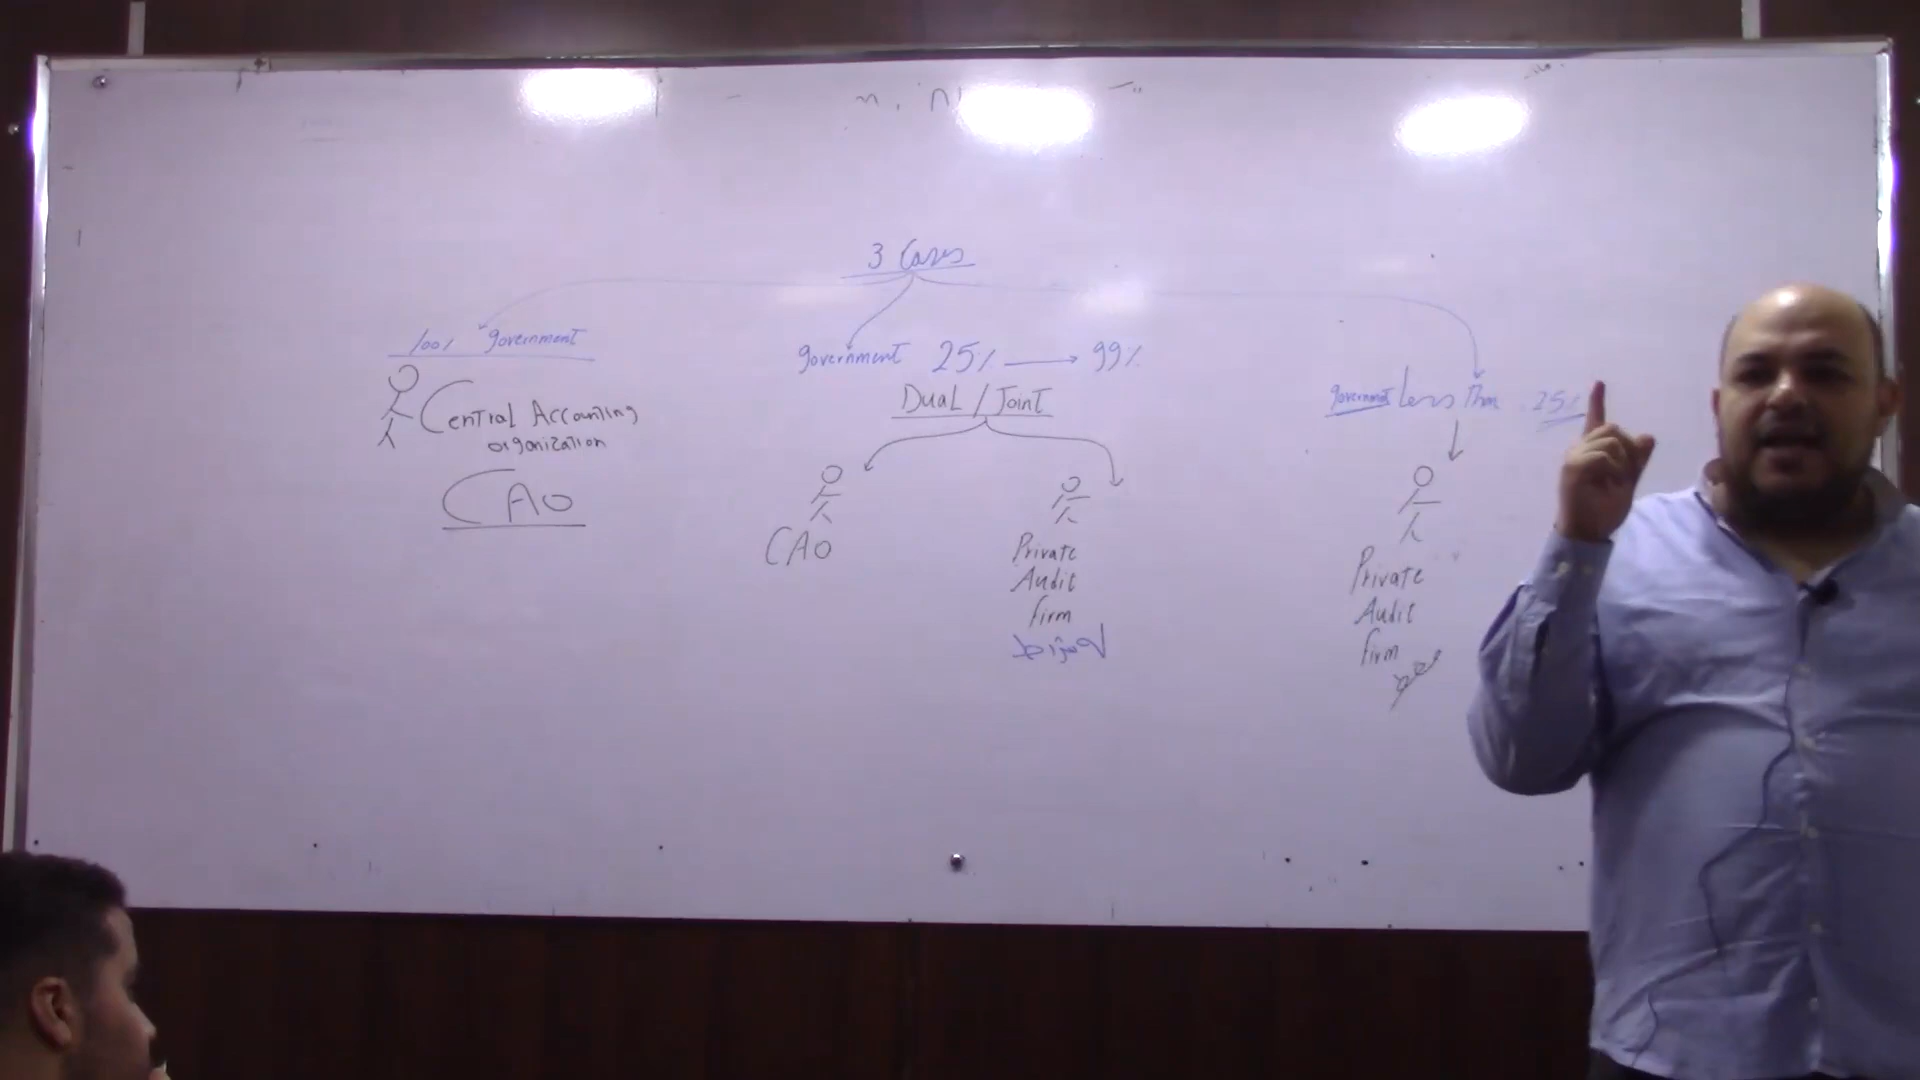 3 Cases
100% government
Central Accounting
organization
CAO
government 25% → 99%
Dual / Joint
CAO
Private
Audit
firm
government Less Than 25%
Private
Audit
firm